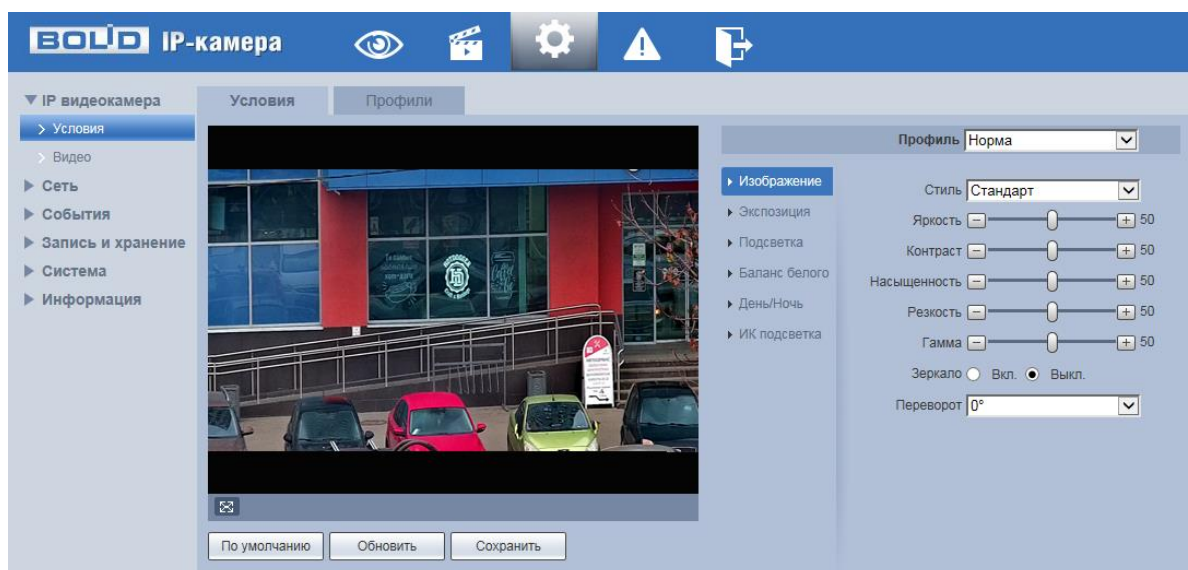 BOLID IP-камера
IP видеокамера
Условия
Видео
Сеть
События
Запись и хранение
Система
Информация
Условия
Профили
По умолчанию
Обновить
Сохранить
Профиль Норма
Изображение
Экспозиция
Подсветка
Баланс белого
День/Ночь
ИК подсветка
Стиль Стандарт
Яркость 50
Контраст 50
Насыщенность 50
Резкость 50
Гамма 50
Зеркало Вкл. Выкл.
Переворот 0°